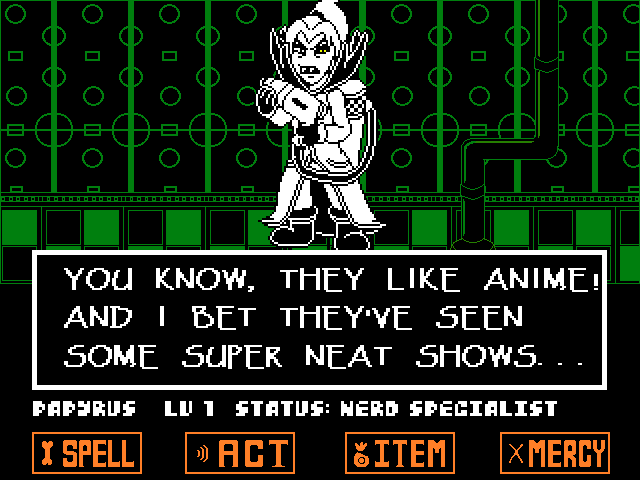 YOU KNOW, THEY LIKE ANIME!
AND I BET THEY'VE SEEN
SOME SUPER NEAT SHOWS...
PAPYRUS LV 1 STATUS: NERD SPECIALIST
SPELL ACT ITEM MERCY